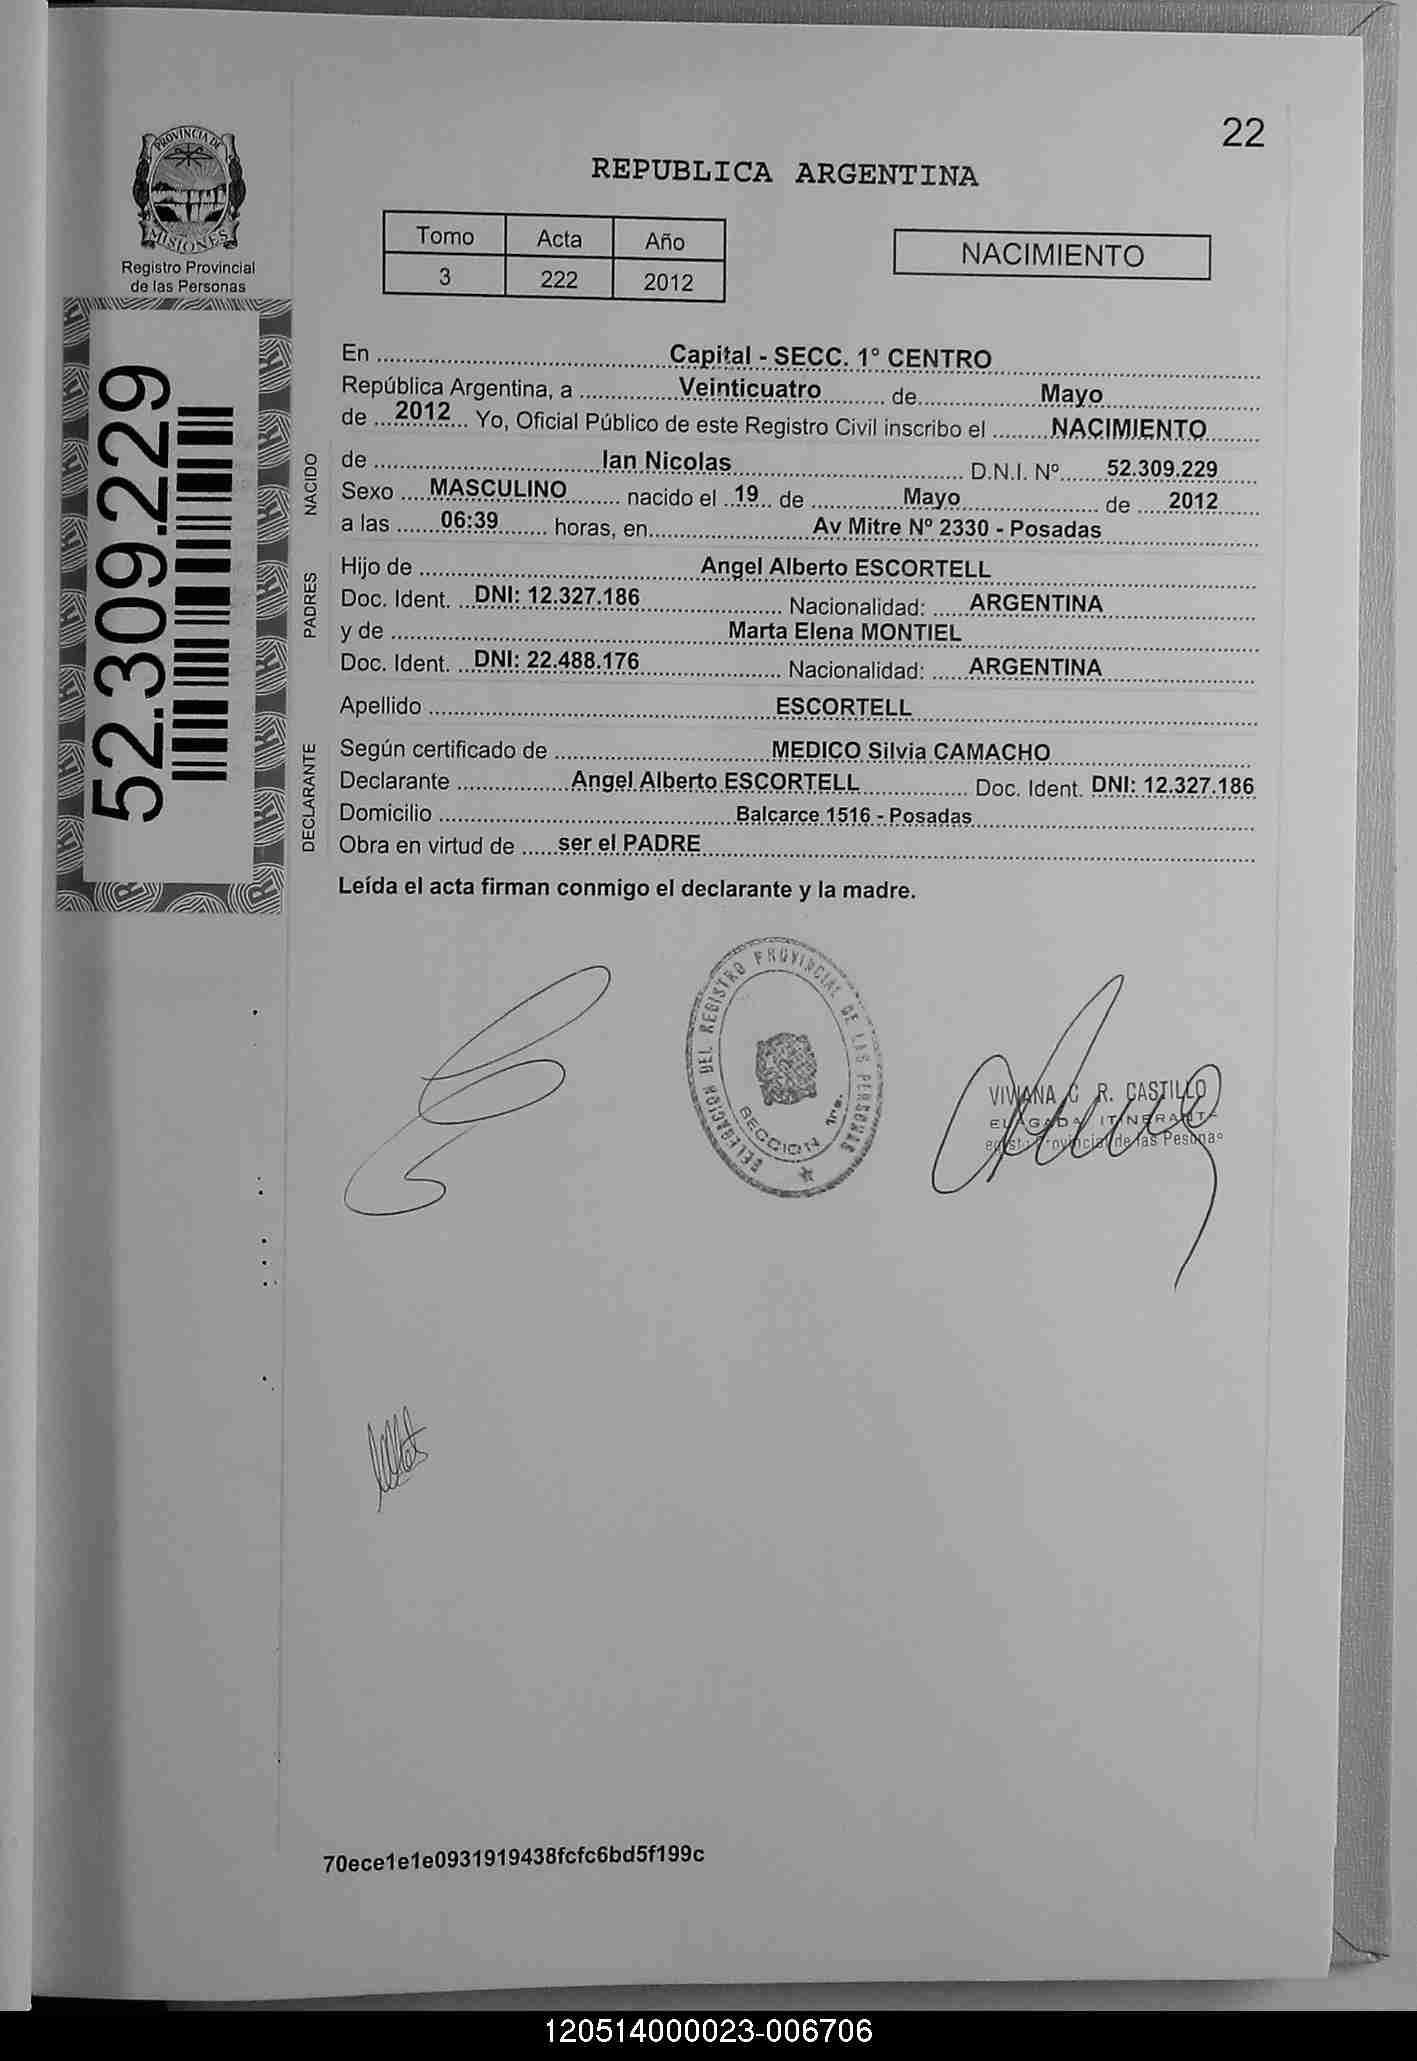 22
PROVINCIA DE
MISIONES
Registro Provincial
de las Personas
REPUBLICA ARGENTINA
Tomo Acta Año
3 222 2012
NACIMIENTO
52.309.229
En Capital - SECC. 1° CENTRO
República Argentina, a Veinticuatro de Mayo
de 2012 Yo, Oficial Público de este Registro Civil inscribo el NACIMIENTO
NACIDO
de Ian Nicolas D.N.I. Nº 52.309.229
Sexo MASCULINO nacido el 19 de Mayo de 2012
a las 06:39 horas, en Av Mitre Nº 2330 - Posadas
PADRES
Hijo de Angel Alberto ESCORTELL
Doc. Ident. DNI: 12.327.186 Nacionalidad: ARGENTINA
y de Marta Elena MONTIEL
Doc. Ident. DNI: 22.488.176 Nacionalidad: ARGENTINA
Apellido ESCORTELL
DECLARANTE
Según certificado de MEDICO Silvia CAMACHO
Declarante Angel Alberto ESCORTELL Doc. Ident. DNI: 12.327.186
Domicilio Balcarce 1516 - Posadas
Obra en virtud de ser el PADRE
Leída el acta firman conmigo el declarante y la madre.
DELEGACION DEL REGISTRO PROVINCIAL DE LAS PERSONAS
SECCION 1ra.
VIVIANA C R. CASTILLO
ITINERANT
de las
70ece1e1e0931919438fcfc6bd5f199c
120514000023-006706